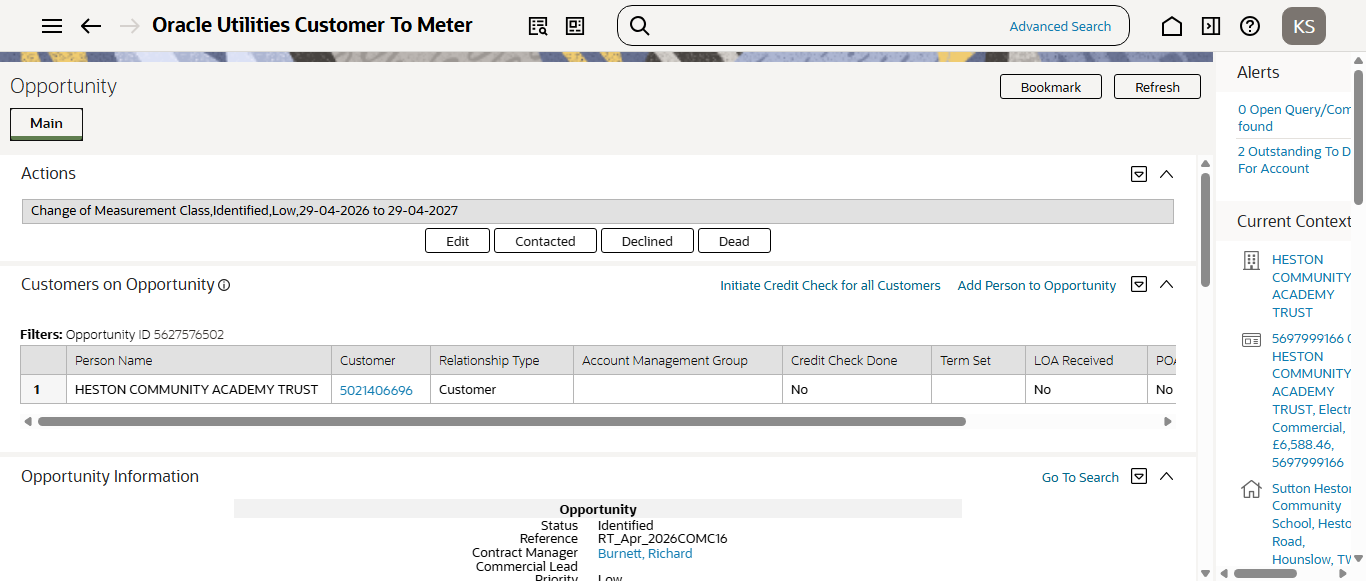 Oracle Utilities Customer To Meter
Advanced Search
KS
Opportunity
Bookmark
Refresh
Main
Actions
Change of Measurement Class,Identified,Low,29-04-2026 to 29-04-2027
Edit
Contacted
Declined
Dead
Customers on Opportunity
Initiate Credit Check for all Customers
Add Person to Opportunity
Filters: Opportunity ID 5627576502
Person Name
Customer
Relationship Type
Account Management Group
Credit Check Done
Term Set
LOA Received
POA
1
HESTON COMMUNITY ACADEMY TRUST
5021406696
Customer
No
No
No
Opportunity Information
Go To Search
Opportunity
Status Identified
Reference RT_Apr_2026COMC16
Contract Manager Burnett, Richard
Commercial Lead
Priority Low
Alerts
0 Open Query/Com
found
2 Outstanding To D
For Account
Current Context
HESTON
COMMUNITY
ACADEMY
TRUST
5697999166
HESTON
COMMUNITY
ACADEMY
TRUST, Electr
Commercial,
£6,588.46,
5697999166
Sutton Heston
Community
School, Hesto
Road,
Hounslow, TW